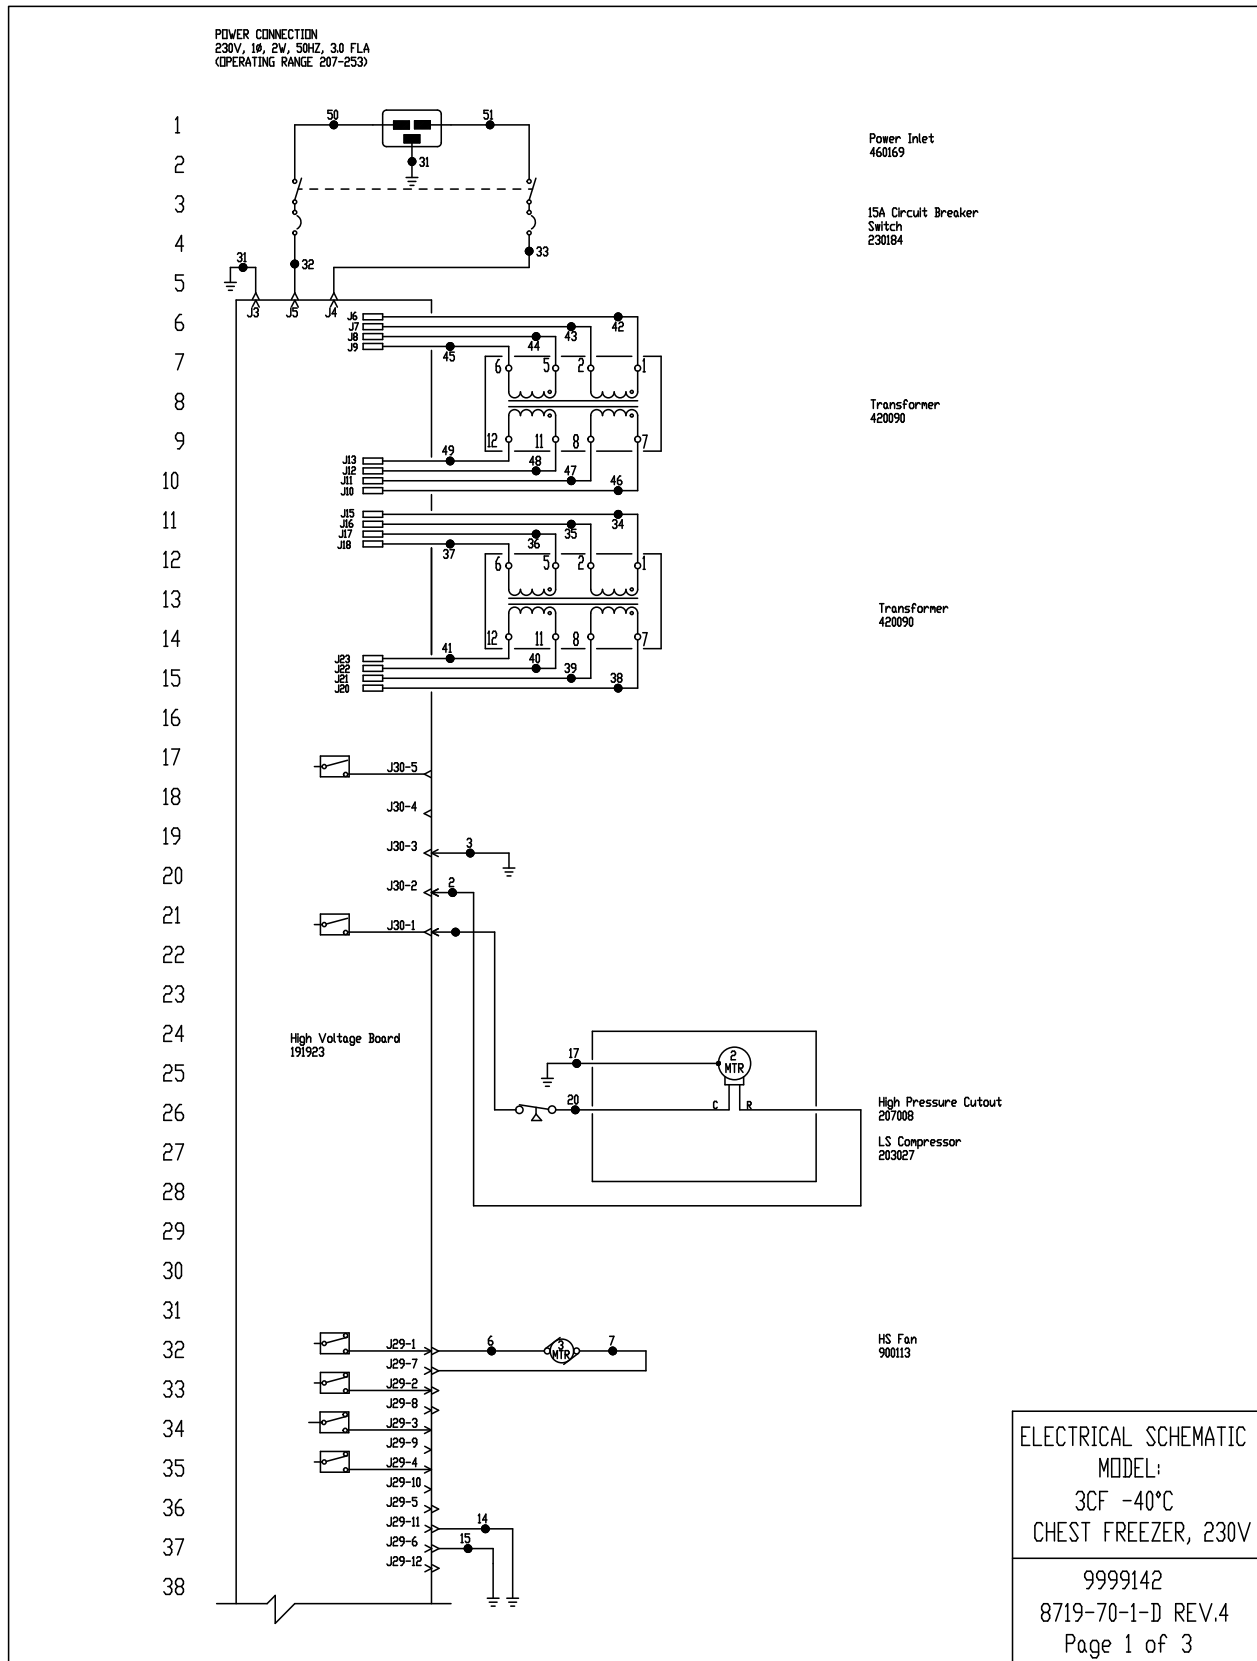 POWER CONNECTION
230V, 1ø, 2W, 50HZ, 3.0 FLA
(OPERATING RANGE 207-253)
1
50
51
Power Inlet
460169
2
31
3
15A Circuit Breaker
Switch
230184
4
31
32
33
5
J3
J5
J4
6
J6
42
J7
43
J8
44
J9
45
7
6
5
2
1
8
Transformer
420090
9
12
11
8
7
J13
49
J12
48
10
J11
47
J10
46
11
J15
34
J16
35
J17
36
J18
37
12
6
5
2
1
13
Transformer
420090
14
12
11
8
7
J23
41
J22
40
15
J21
39
J20
38
16
17
J30-5
18
J30-4
19
J30-3
3
20
J30-2
2
21
J30-1
22
23
24
High Voltage Board
191923
25
17
2
MTR
26
20
C
R
High Pressure Cutout
207008
27
LS Compressor
203027
28
29
30
31
32
J29-1
6
3
MTR
7
HS Fan
900113
J29-7
33
J29-2
J29-8
34
J29-3
J29-9
35
J29-4
J29-10
36
J29-5
J29-11
14
37
J29-6
15
J29-12
38
ELECTRICAL SCHEMATIC
MODEL:
3CF -40°C
CHEST FREEZER, 230V
9999142
8719-70-1-D REV.4
Page 1 of 3